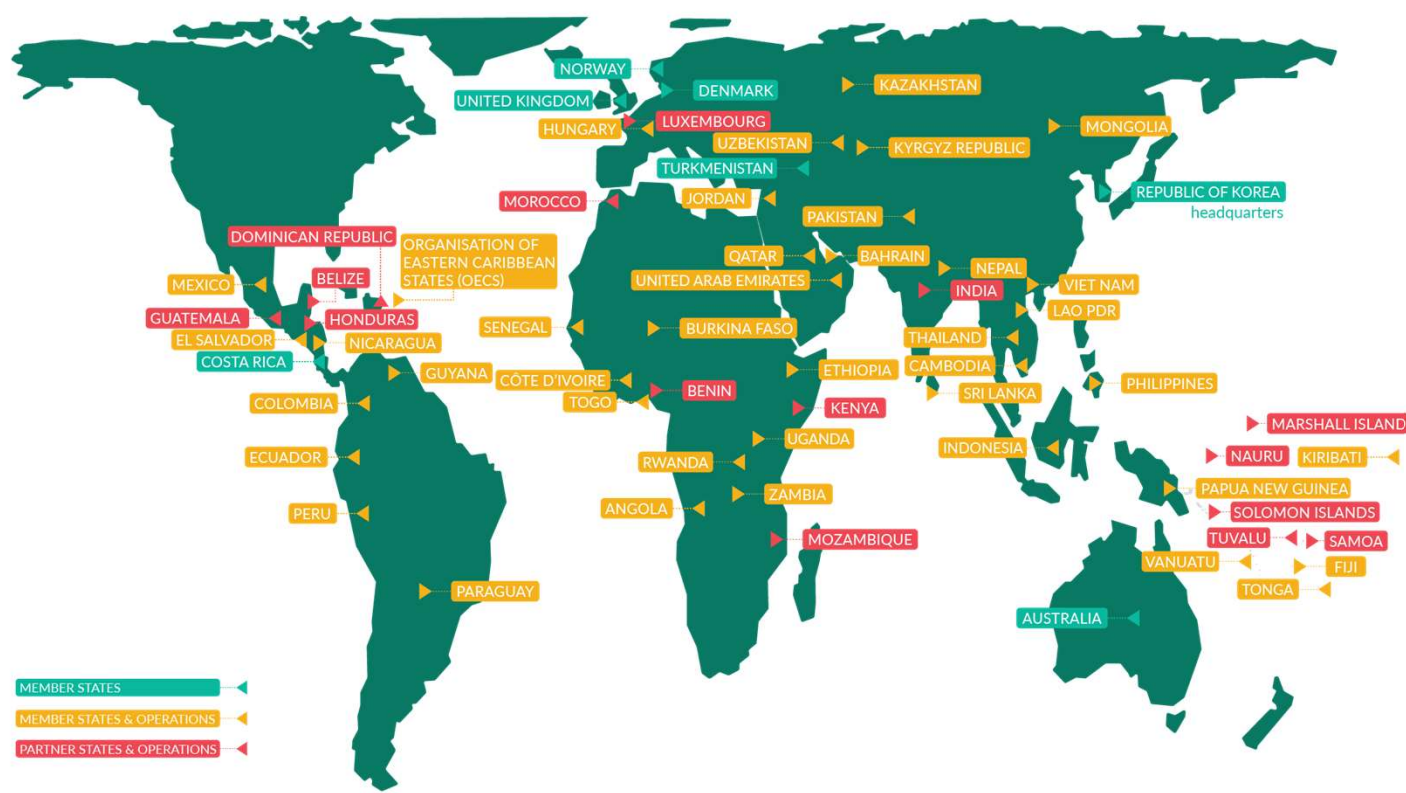 NORWAY
DENMARK
KAZAKHSTAN
UNITED KINGDOM
LUXEMBOURG
HUNGARY
MONGOLIA
UZBEKISTAN
KYRGYZ REPUBLIC
TURKMENISTAN
REPUBLIC OF KOREA
headquarters
MOROCCO
JORDAN
PAKISTAN
DOMINICAN REPUBLIC
ORGANISATION OF
EASTERN CARIBBEAN
STATES (OECS)
QATAR
BAHRAIN
NEPAL
BELIZE
MEXICO
UNITED ARAB EMIRATES
INDIA
VIET NAM
GUATEMALA
HONDURAS
LAO PDR
SENEGAL
BURKINA FASO
EL SALVADOR
NICARAGUA
THAILAND
COSTA RICA
GUYANA
CÔTE D'IVOIRE
ETHIOPIA
CAMBODIA
PHILIPPINES
BENIN
SRI LANKA
COLOMBIA
TOGO
KENYA
MARSHALL ISLAND
UGANDA
INDONESIA
ECUADOR
RWANDA
NAURU
KIRIBATI
ZAMBIA
PAPUA NEW GUINEA
PERU
ANGOLA
SOLOMON ISLANDS
MOZAMBIQUE
TUVALU
SAMOA
VANUATU
FIJI
PARAGUAY
TONGA
AUSTRALIA
MEMBER STATES
MEMBER STATES & OPERATIONS
PARTNER STATES & OPERATIONS